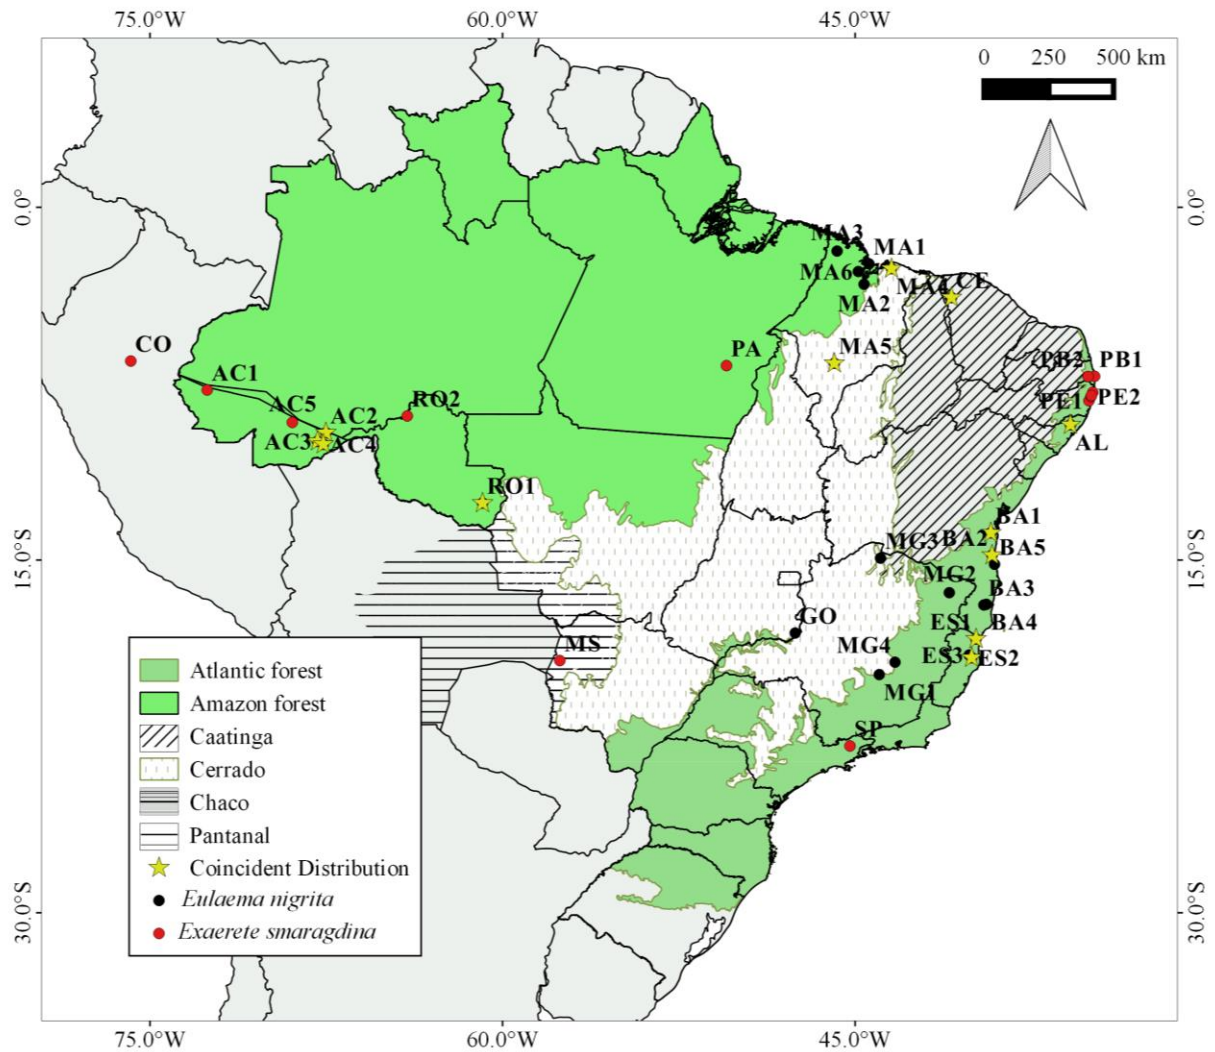 75.0°W 60.0°W 45.0°W
0 250 500 km
0.0°
0.0°
MA3
MA1
MA6
MA4
CE
MA2
CO
PA
MA5
PB2
PB1
AC1
RO2
PE1
PE2
AC5
AC2
AC3
AC4
AL
RO1
BA1
MG3
BA2
BA5
15.0°S
15.0°S
MG2
BA3
GO
ES1
BA4
MS
MG4
ES3
ES2
MG1
SP
Atlantic forest
Amazon forest
Caatinga
Cerrado
Chaco
Pantanal
Coincident Distribution
Eulaema nigrita
Exaerete smaragdina
30.0°S
30.0°S
75.0°W 60.0°W 45.0°W